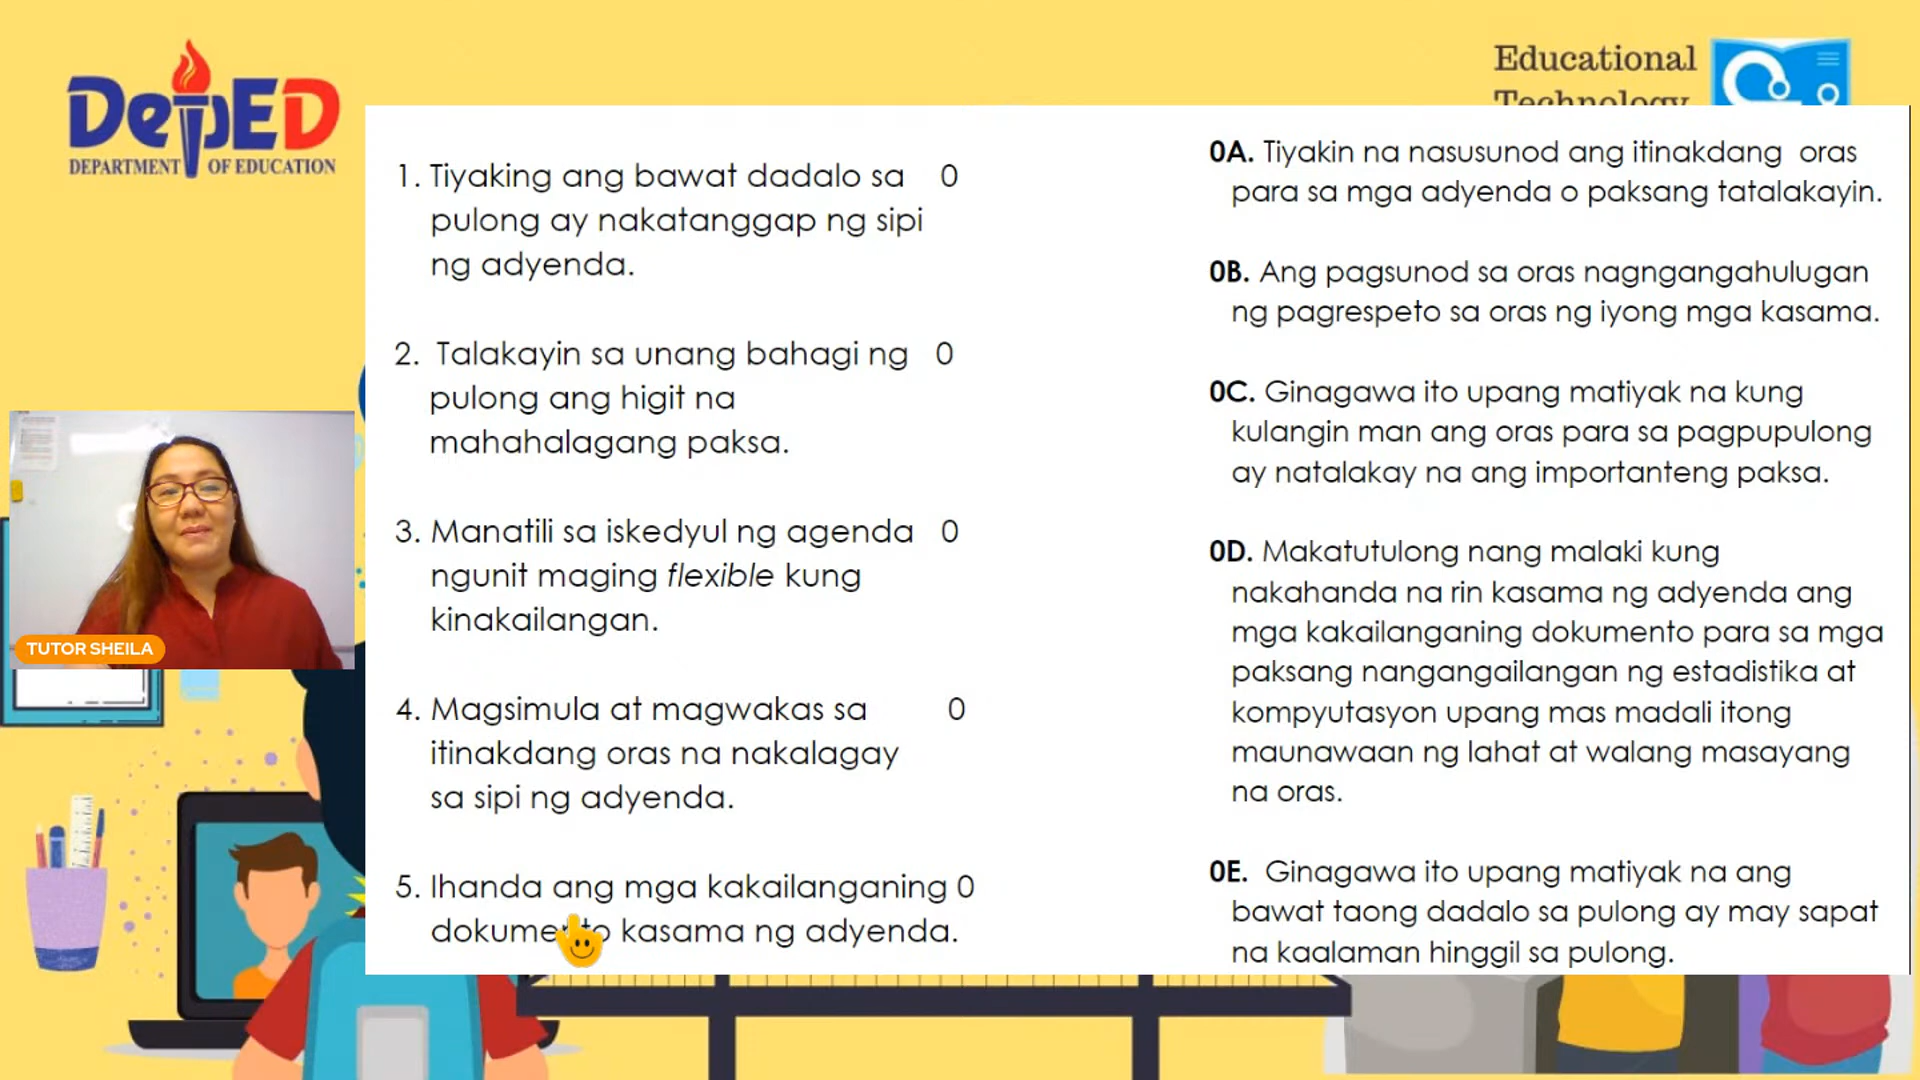 DepED
DEPARTMENT OF EDUCATION
Educational
Technology
1. Tiyaking ang bawat dadalo sa 0
pulong ay nakatanggap ng sipi
ng adyenda.
2. Talakayin sa unang bahagi ng 0
pulong ang higit na
mahahalagang paksa.
3. Manatili sa iskedyul ng agenda 0
ngunit maging flexible kung
kinakailangan.
4. Magsimula at magwakas sa 0
itinakdang oras na nakalagay
sa sipi ng adyenda.
5. Ihanda ang mga kakailanganing 0
dokumento kasama ng adyenda.
0A. Tiyakin na nasusunod ang itinakdang oras
para sa mga adyenda o paksang tatalakayin.
0B. Ang pagsunod sa oras nagngangahulugan
ng pagrespeto sa oras ng iyong mga kasama.
0C. Ginagawa ito upang matiyak na kung
kulangin man ang oras para sa pagpupulong
ay natalakay na ang importanteng paksa.
0D. Makatutulong nang malaki kung
nakahanda na rin kasama ng adyenda ang
mga kakailanganing dokumento para sa mga
paksang nangangailangan ng estadistika at
kompyutasyon upang mas madali itong
maunawaan ng lahat at walang masayang
na oras.
0E. Ginagawa ito upang matiyak na ang
bawat taong dadalo sa pulong ay may sapat
na kaalaman hinggil sa pulong.
TUTOR SHEILA